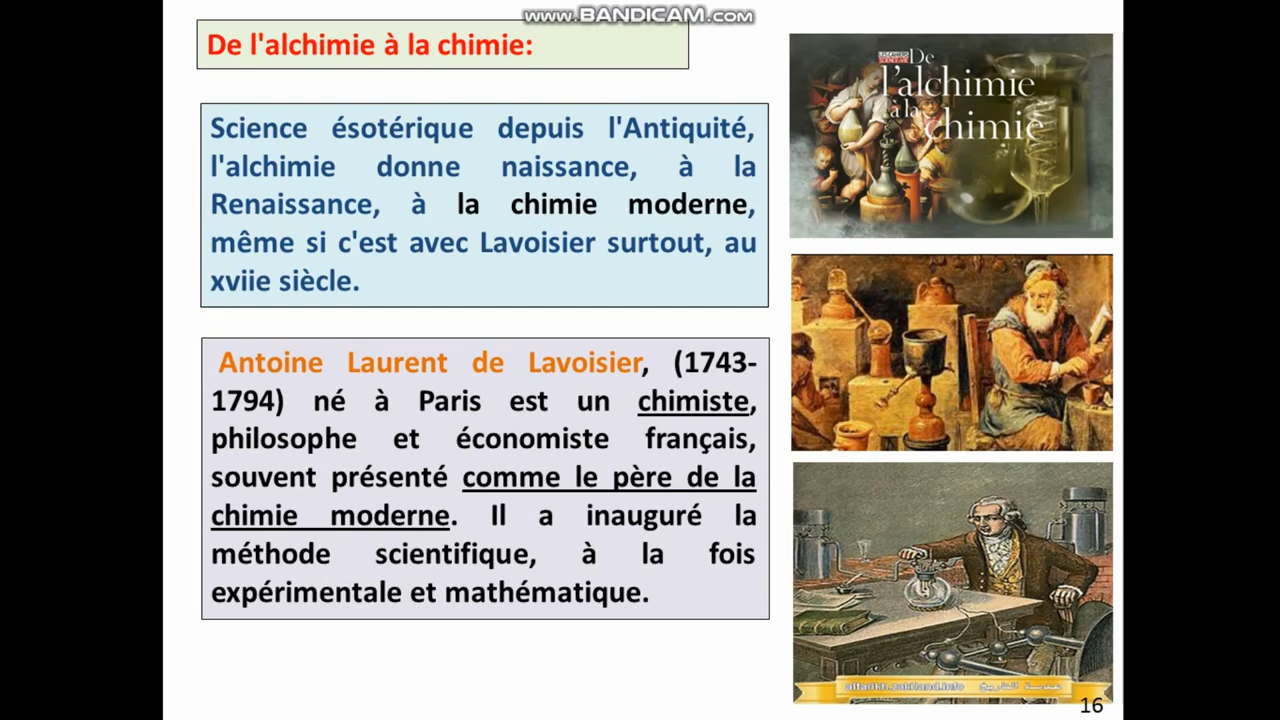 www.BANDICAM.com
De l'alchimie à la chimie:
Science ésotérique depuis l'Antiquité,
l'alchimie donne naissance, à la
Renaissance, à la chimie moderne,
même si c'est avec Lavoisier surtout, au
xviie siècle.
Antoine Laurent de Lavoisier, (1743-
1794) né à Paris est un chimiste,
philosophe et économiste français,
souvent présenté comme le père de la
chimie moderne. Il a inauguré la
méthode scientifique, à la fois
expérimentale et mathématique.
LES CAHIERS
De
l'alchimie
à la
chimie
16